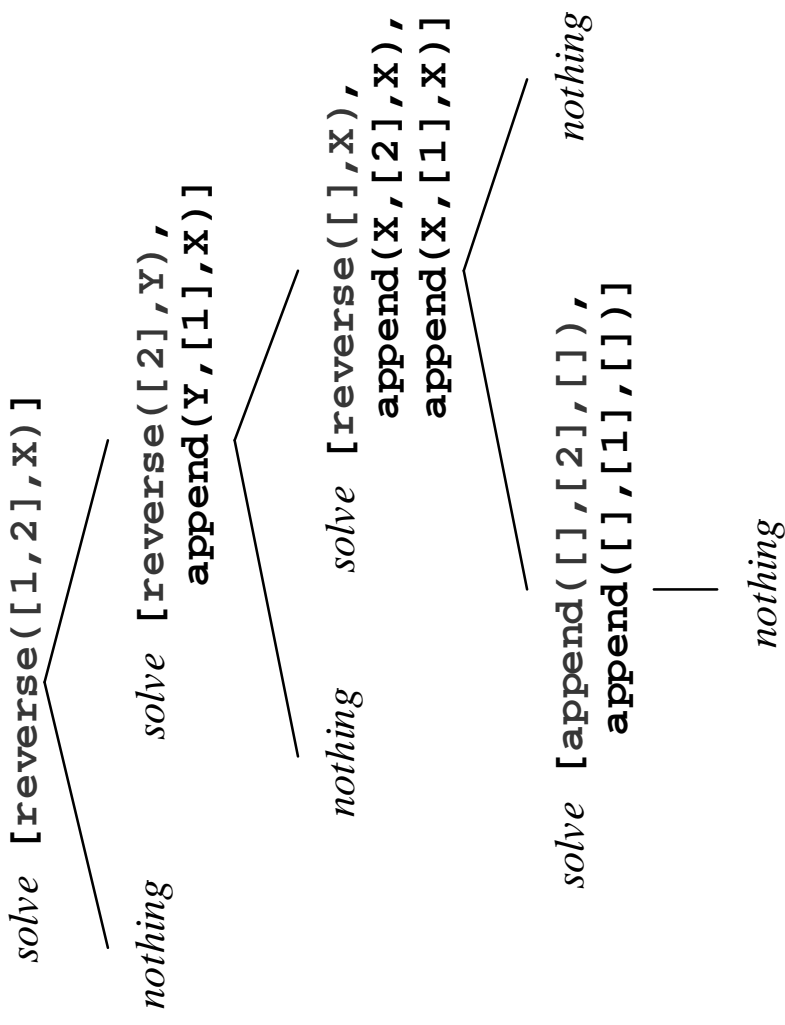 solve [reverse([1,2],X)]
nothing
solve [reverse([2],Y),
append(Y,[1],X)]
nothing
solve [reverse([],X),
append(X,[2],X),
append(X,[1],X)]
solve [append([],[2],[]),
append([],[1],[])]
nothing
nothing